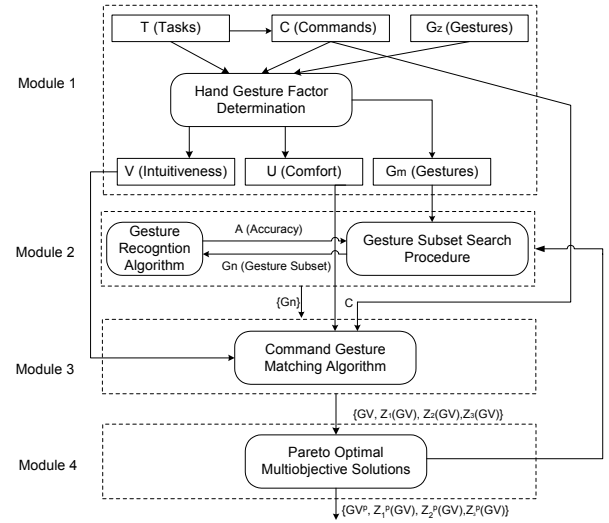 T (Tasks)
C (Commands)
Gz (Gestures)
Module 1
Hand Gesture Factor
Determination
V (Intuitiveness)
U (Comfort)
Gm (Gestures)
Module 2
Gesture
Recogntion
Algorithm
A (Accuracy)
Gn (Gesture Subset)
Gesture Subset Search
Procedure
{Gn}
C
Module 3
Command Gesture
Matching Algorithm
{GV, Z1(GV), Z2(GV),Z3(GV)}
Module 4
Pareto Optimal
Multiobjective Solutions
{GVᵖ, Z1ᵖ(GV), Z2ᵖ(GV),Z3ᵖ(GV)}